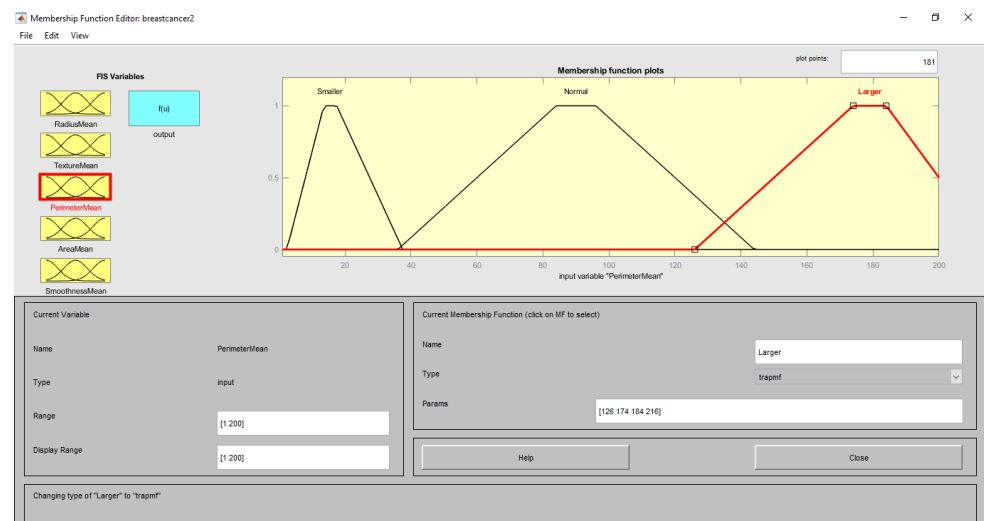 Membership Function Editor: breastcancer2
File Edit View
FIS Variables
RadiusMean
TextureMean
PerimeterMean
AreaMean
SmoothnessMean
f(u)
output
plot points:
181
Membership function plots
Smaller
Normal
Larger
1
0.5
0
20 40 60 80 100 120 140 160 180 200
input variable "PerimeterMean"
Current Variable
Name PerimeterMean
Type input
Range [1 200]
Display Range [1 200]
Current Membership Function (click on MF to select)
Name Larger
Type trapmf
Params [126 174 184 216]
Help Close
Changing type of "Larger" to "trapmf"